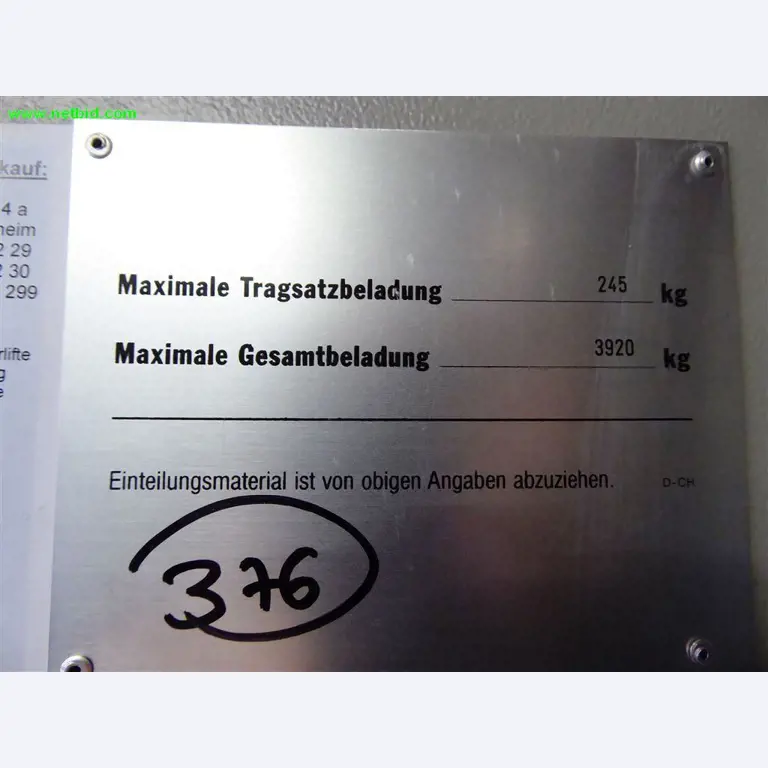 www.netbid.com
kauf:
4 a
heim
2 29
2 30
299
rlifte
g
e
Maximale Tragsatzbeladung 245 kg
Maximale Gesamtbeladung 3920 kg
Einteilungsmaterial ist von obigen Angaben abzuziehen. D-CH
376